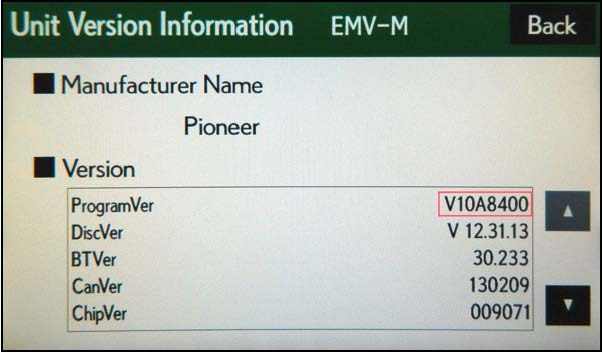 Unit Version Information EMV-M Back
■ Manufacturer Name
Pioneer
■ Version
ProgramVer V10A8400
DiscVer V 12.31.13
BTVer 30.233
CanVer 130209
ChipVer 009071